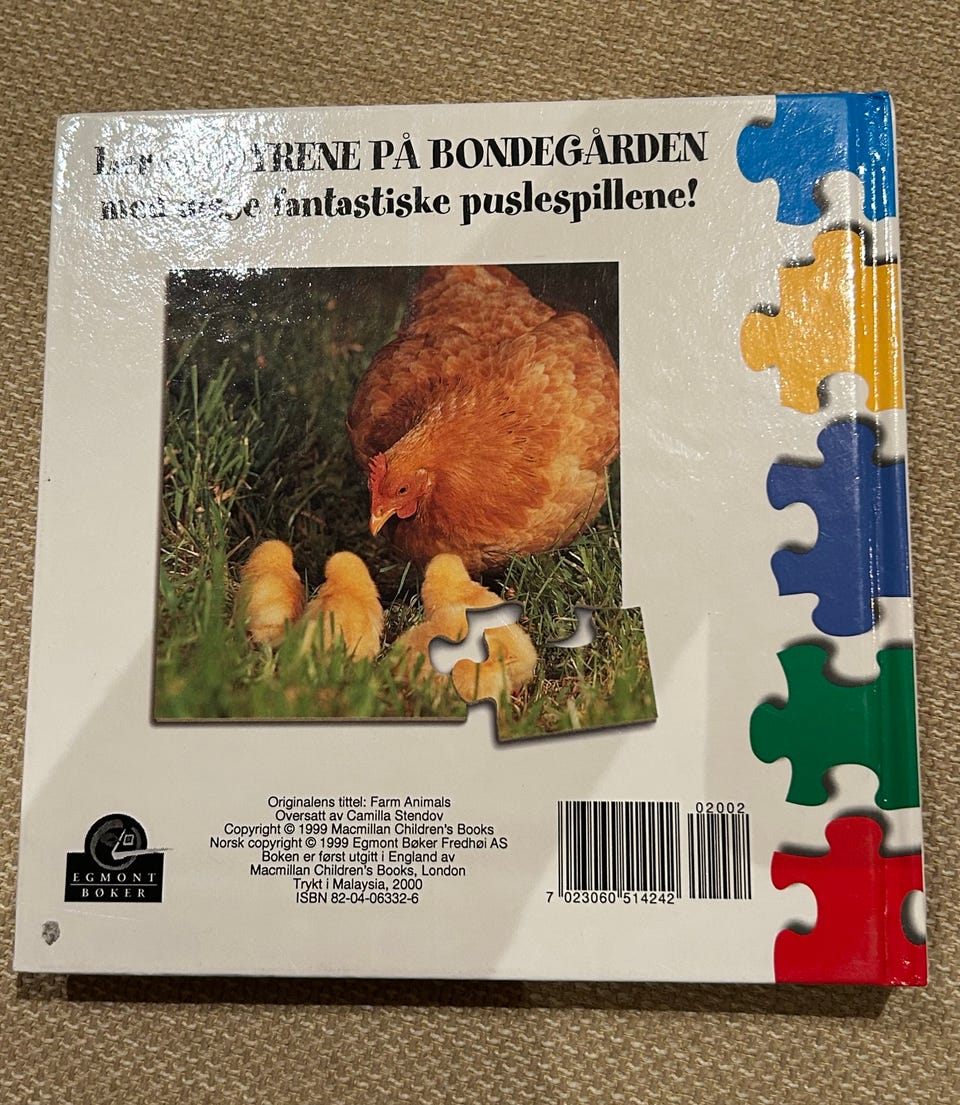 DYRENE PÅ BONDEGÅRDEN
med disse fantastiske puslespillene!
Originalens tittel: Farm Animals
Oversatt av Camilla Stendov
Copyright © 1999 Macmillan Children's Books
Norsk copyright © 1999 Egmont Bøker Fredhøi AS
Boken er først utgitt i England av
Macmillan Children's Books, London
Trykt i Malaysia, 2000
ISBN 82-04-06332-6
EGMONT
BØKER
02002
7 023060 514242